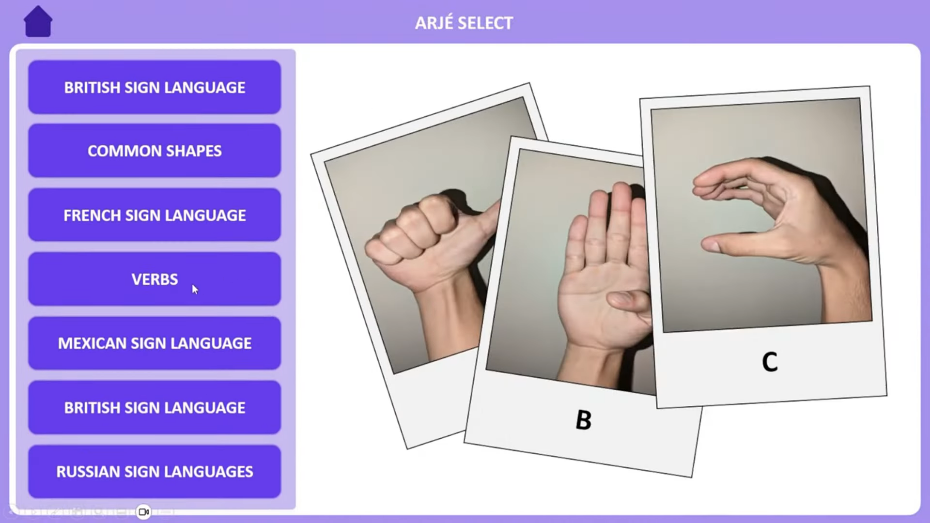 ARJÉ SELECT
BRITISH SIGN LANGUAGE
COMMON SHAPES
FRENCH SIGN LANGUAGE
VERBS
MEXICAN SIGN LANGUAGE
BRITISH SIGN LANGUAGE
RUSSIAN SIGN LANGUAGES
B
C